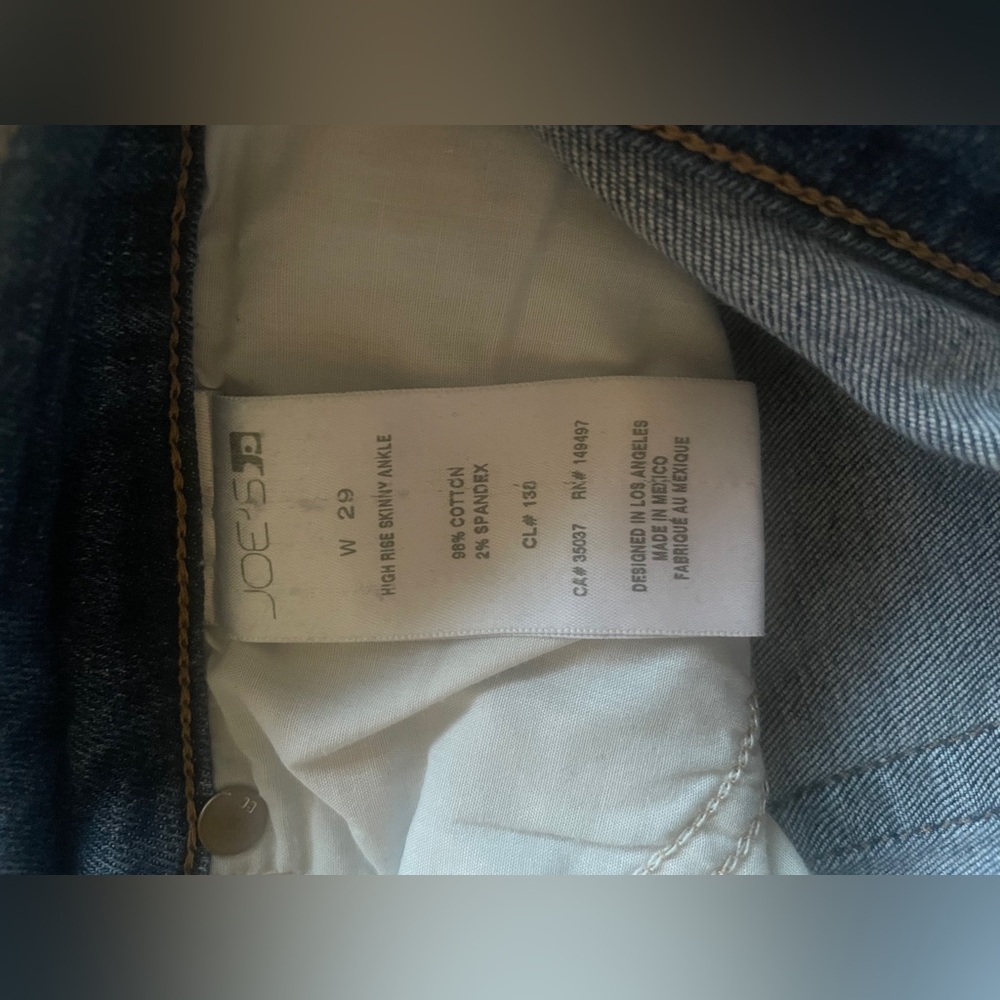 JOE'S
W 29
HIGH RISE SKINNY ANKLE
98% COTTON
2% SPANDEX
CL# 138
CA# 35037 RN# 149497
DESIGNED IN LOS ANGELES
MADE IN MEXICO
FABRIQUÉ AU MEXIQUE